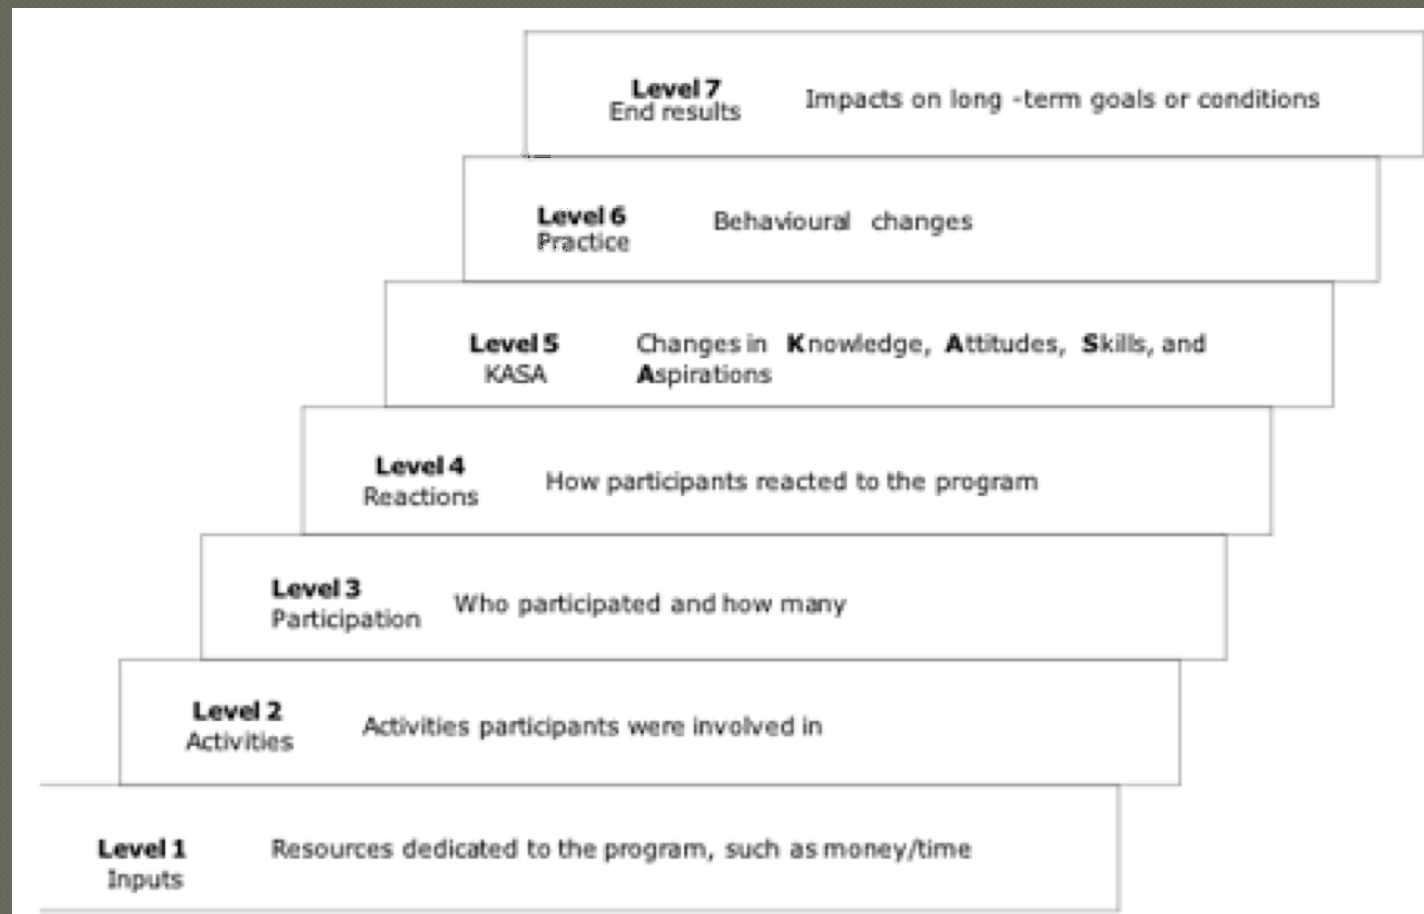 Level 7
End results
Impacts on long -term goals or conditions
Level 6
Practice
Behavioural changes
Level 5
KASA
Changes in Knowledge, Attitudes, Skills, and
Aspirations
Level 4
Reactions
How participants reacted to the program
Level 3
Participation
Who participated and how many
Level 2
Activities
Activities participants were involved in
Level 1
Inputs
Resources dedicated to the program, such as money/time